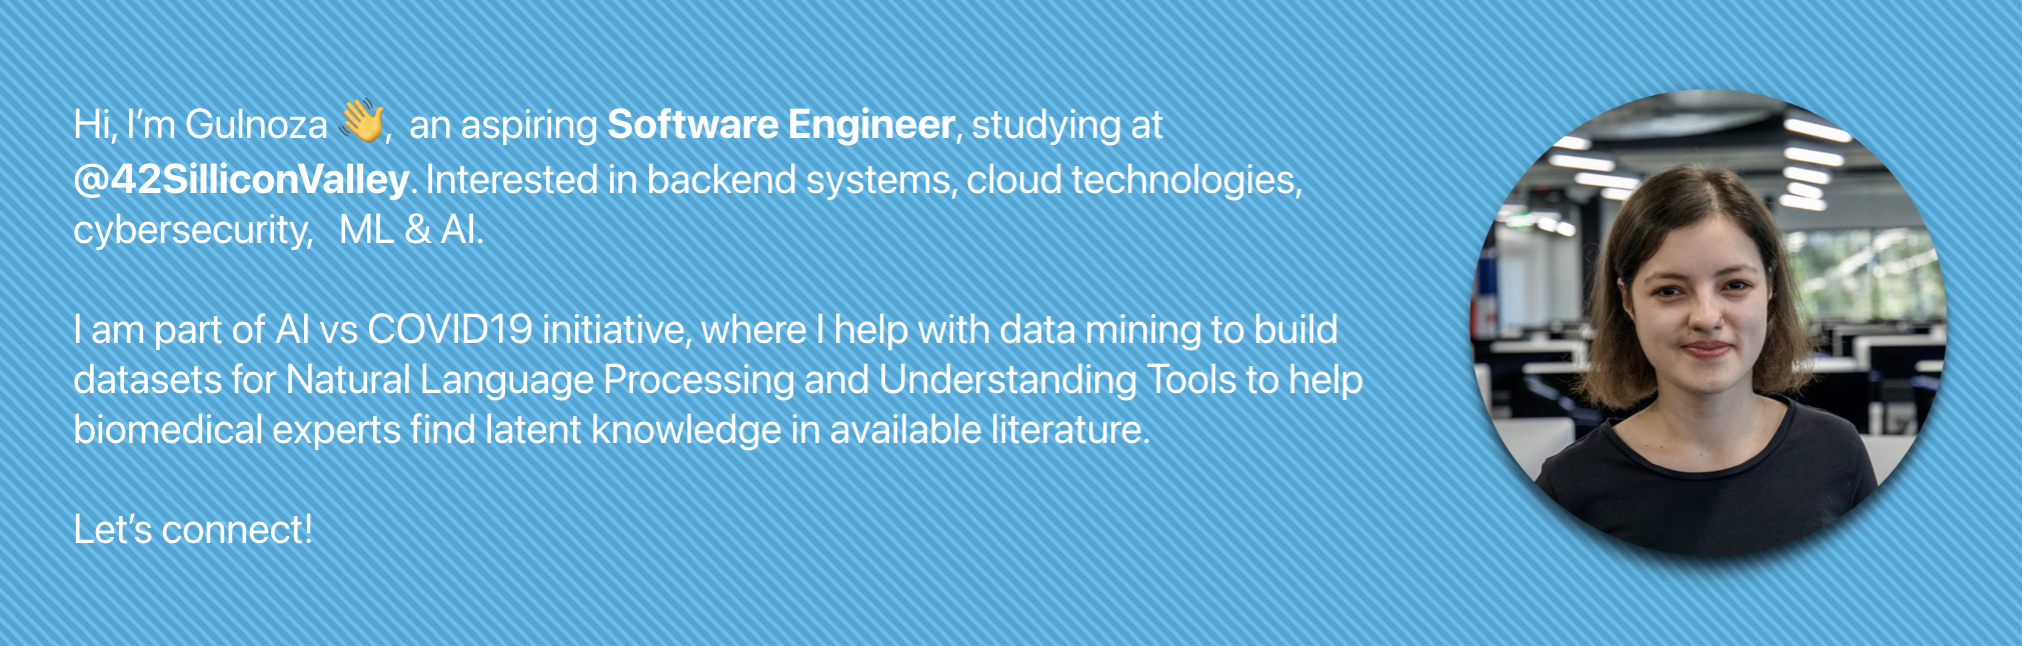 Hi, I'm Gulnoza 👋, an aspiring Software Engineer, studying at
@42SilliconValley. Interested in backend systems, cloud technologies,
cybersecurity, ML & AI.
I am part of AI vs COVID19 initiative, where I help with data mining to build
datasets for Natural Language Processing and Understanding Tools to help
biomedical experts find latent knowledge in available literature.
Let's connect!